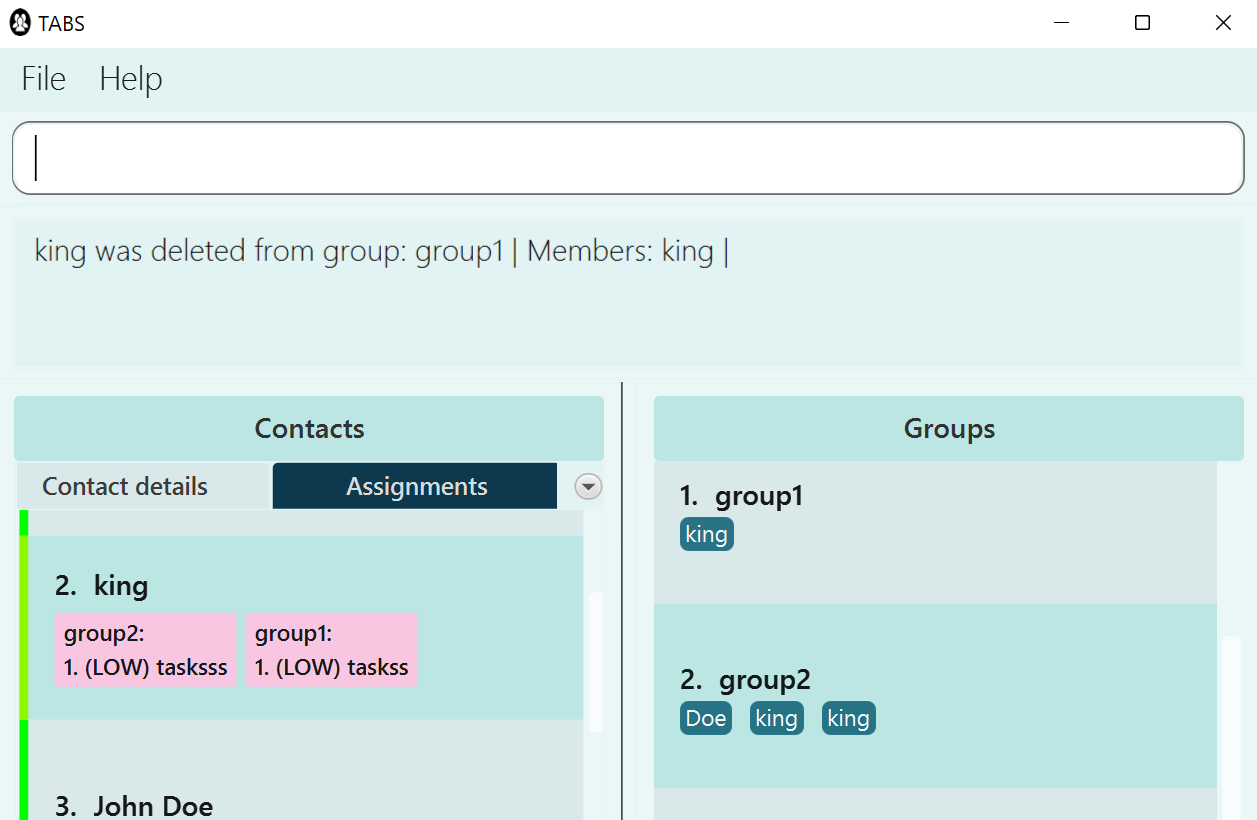 TABS
File Help
king was deleted from group: group1 | Members: king |
Contacts
Contact details Assignments
2. king
group2:
1. (LOW) tasksss
group1:
1. (LOW) taskss
3. John Doe
Groups
1. group1
king
2. group2
Doe king king